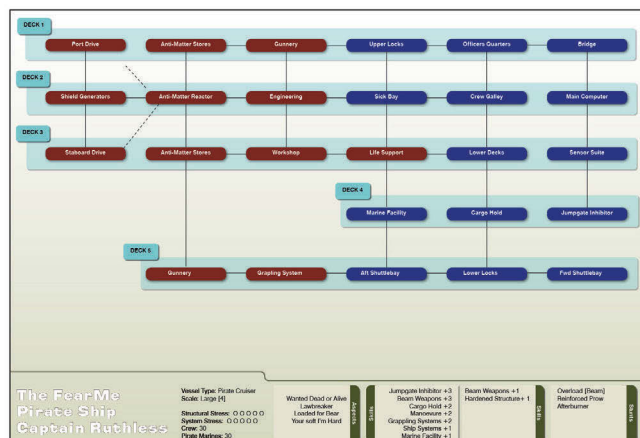 DECK 1
Port Drive Anti-Matter Stores Gunnery Upper Locks Officers Quarters Bridge
DECK 2
Shield Generators Anti-Matter Reactor Engineering Sick Bay Crew Galley Main Computer
DECK 3
Staboard Drive Anti-Matter Stores Workshop Life Support Lower Decks Sensor Suite
DECK 4
Marine Facility Cargo Hold Jumpgate Inhibitor
DECK 5
Gunnery Grapling System Aft Shuttlebay Lower Locks Fwd Shuttlebay
The FearMe
Pirate Ship
Captain Ruthless
Vessel Type: Pirate Cruiser
Scale: Large [4]
Structural Stress: O O O O O
System Stress: O O O O O
Crew: 30
Pirate Marines: 30
Wanted Dead or Alive
Lawbreaker
Loaded for Bear
Your soft I'm Hard
Aspects
Stats
Jumpgate Inhibitor +3
Beam Weapons +3
Cargo Hold +2
Manoeuvre +2
Grappling Systems +2
Ship Systems +1
Marine Facility +1
Beam Weapons +1
Hardened Structure+ 1
Skills
Overload [Beam]
Reinforced Prow
Afterburner
Stunts